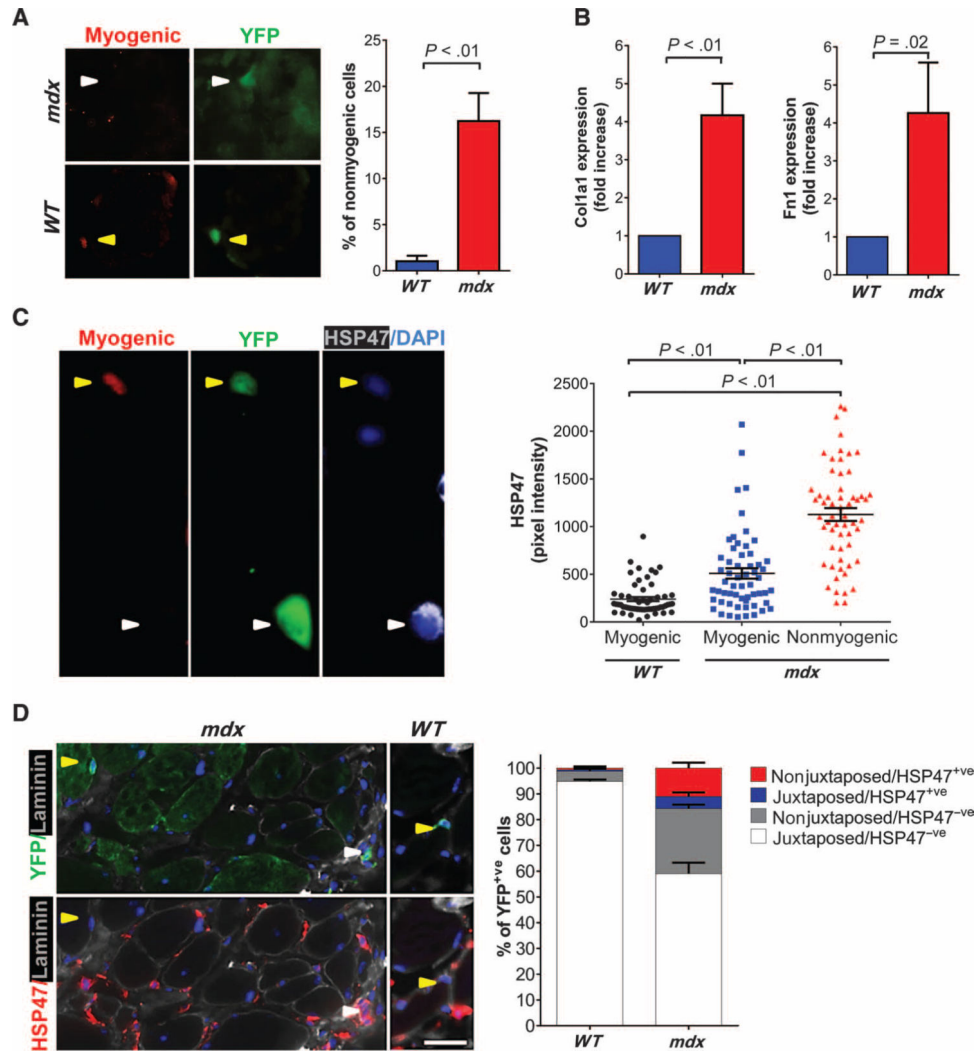 A
Myogenic YFP
mdx
WT
% of nonmyogenic cells
25
20
15
10
5
0
P < .01
WT mdx
B
Col1a1 expression
(fold increase)
6
5
4
3
2
1
0
P < .01
WT mdx
Fn1 expression
(fold increase)
6
5
4
3
2
1
0
P = .02
WT mdx
C
Myogenic YFP HSP47/DAPI
HSP47
(pixel intensity)
2500
2000
1500
1000
500
0
P < .01 P < .01
P < .01
Myogenic Myogenic Nonmyogenic
WT mdx
D
mdx WT
YFP/Laminin
HSP47/Laminin
% of YFP+ve cells
100
90
80
70
60
50
40
30
20
10
0
WT mdx
Nonjuxtaposed/HSP47+ve
Juxtaposed/HSP47+ve
Nonjuxtaposed/HSP47–ve
Juxtaposed/HSP47–ve